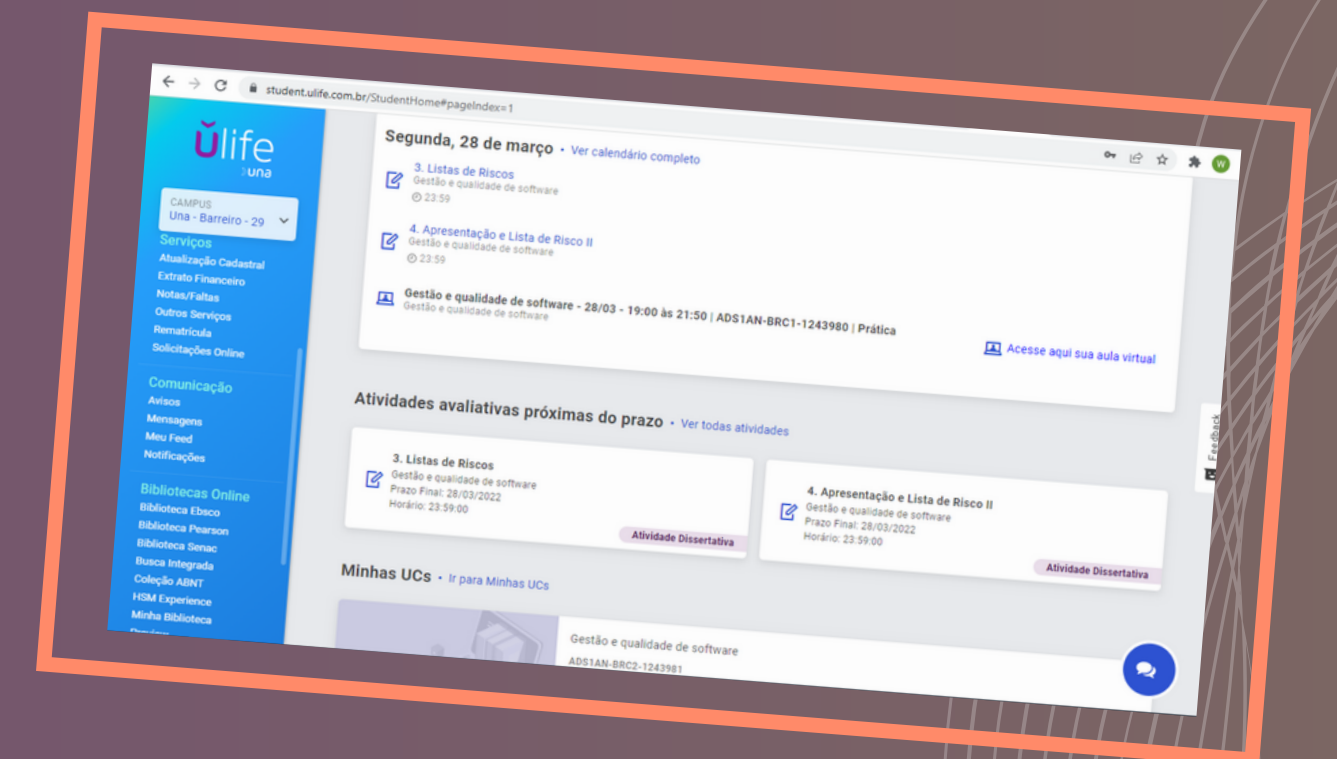 student.ulife.com.br/StudentHome#pageIndex=1
W
ŭlife
una
CAMPUS
Una - Barreiro - 29
Serviços
Atualização Cadastral
Extrato Financeiro
Notas/Faltas
Outros Serviços
Rematrícula
Solicitações Online
Comunicação
Avisos
Mensagens
Meu Feed
Notificações
Bibliotecas Online
Biblioteca Ebsco
Biblioteca Pearson
Biblioteca Senac
Busca Integrada
Coleção ABNT
HSM Experience
Minha Biblioteca
Segunda, 28 de março • Ver calendário completo
3. Listas de Riscos
Gestão e qualidade de software
23:59
4. Apresentação e Lista de Risco II
Gestão e qualidade de software
23:59
Gestão e qualidade de software - 28/03 - 19:00 às 21:50 | ADS1AN-BRC1-1243980 | Prática
Gestão e qualidade de software
Acesse aqui sua aula virtual
Atividades avaliativas próximas do prazo • Ver todas atividades
3. Listas de Riscos
Gestão e qualidade de software
Prazo Final: 28/03/2022
Horário: 23:59:00
Atividade Dissertativa
4. Apresentação e Lista de Risco II
Gestão e qualidade de software
Prazo Final: 28/03/2022
Horário: 23:59:00
Atividade Dissertativa
Minhas UCs • Ir para Minhas UCs
Gestão e qualidade de software
ADS1AN-BRC2-1243981
Feedback